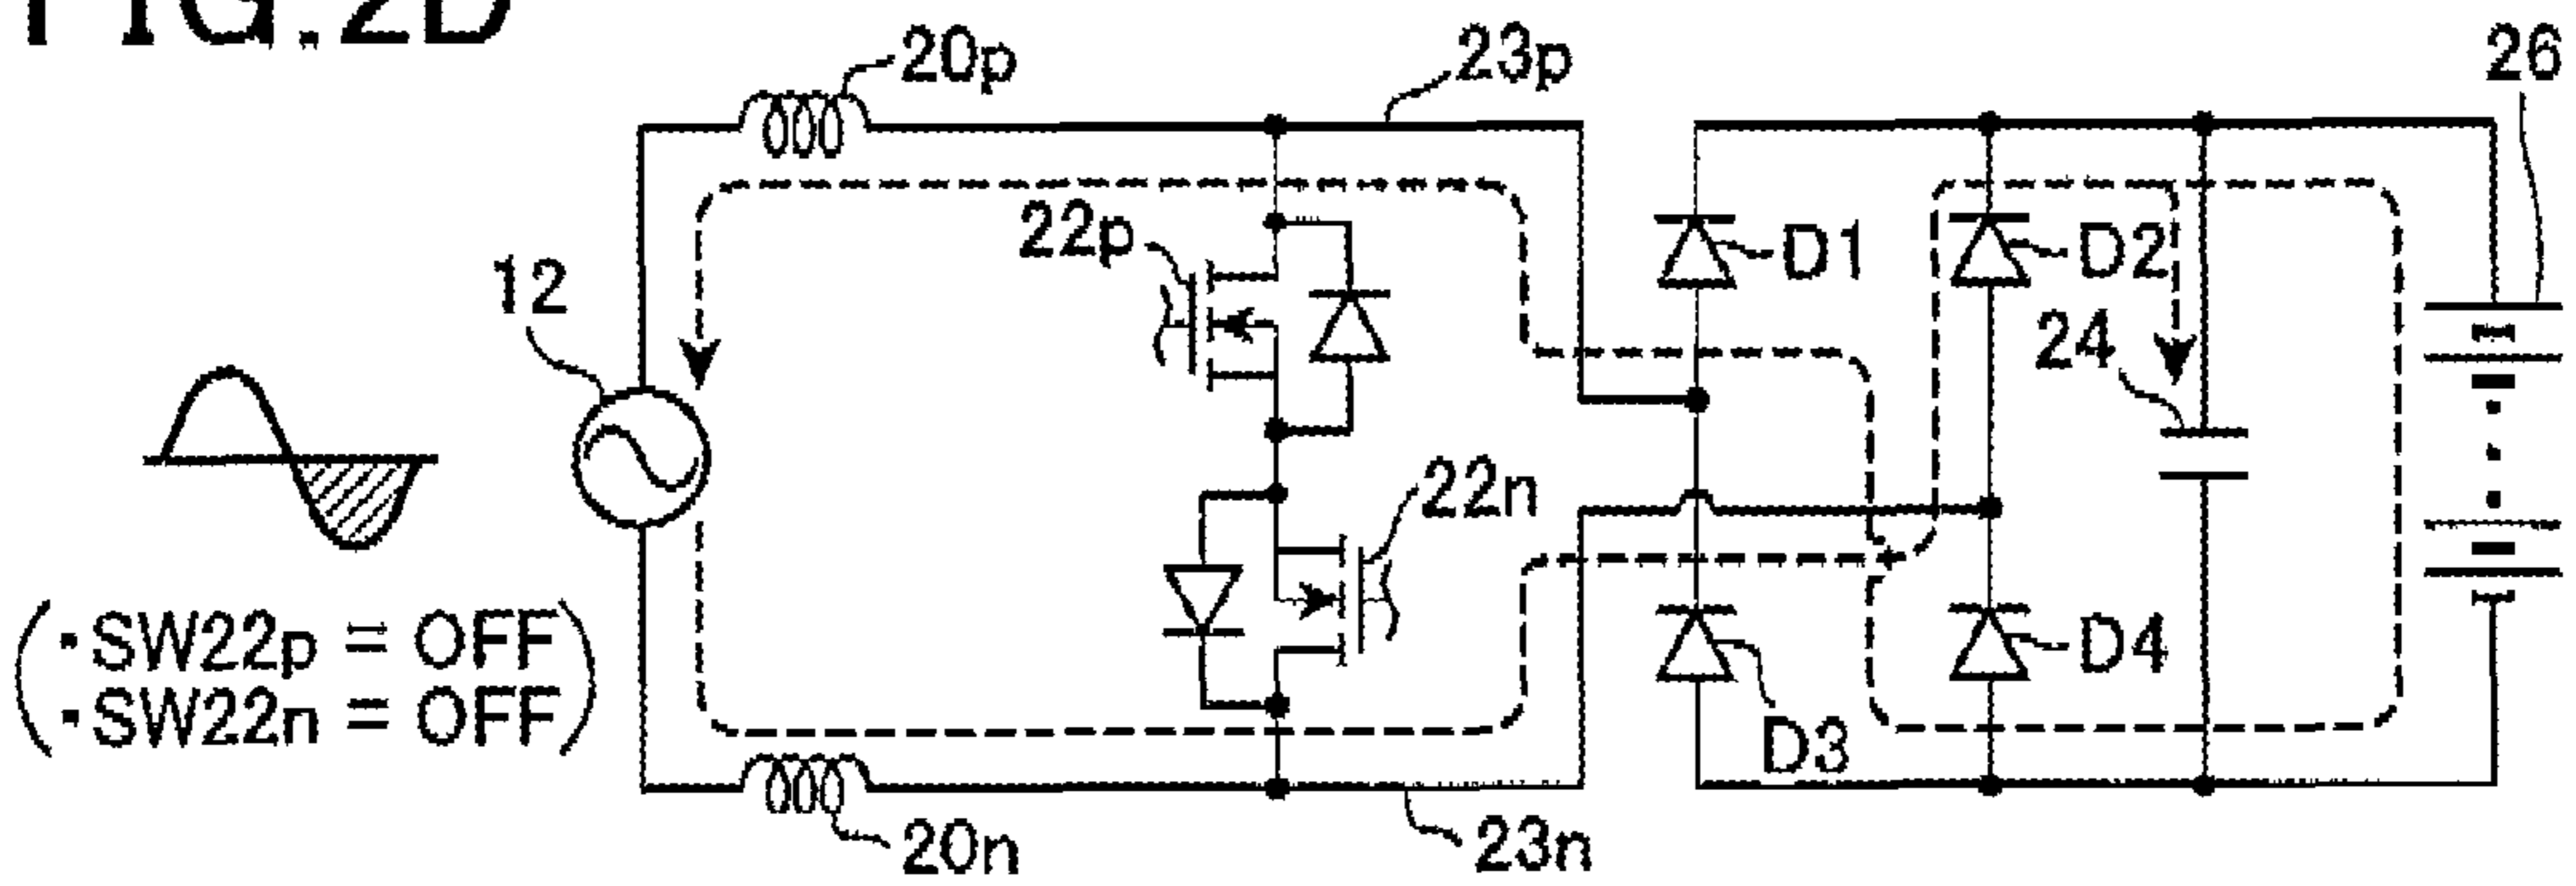 FIG.2D
20p
23p
26
22p
D1
D2
12
24
22n
·SW22p = OFF
·SW22n = OFF
D4
D3
20n
23n